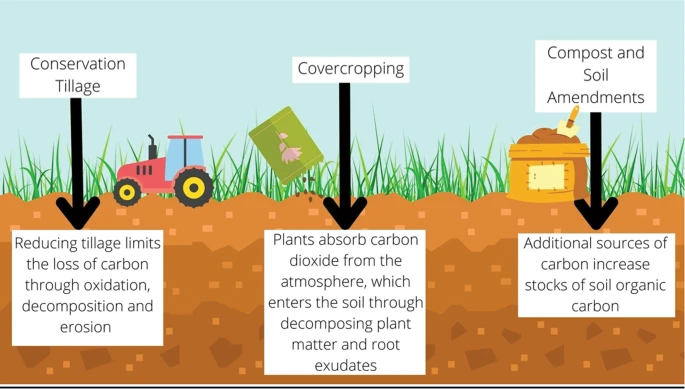 Conservation
Tillage
Covercropping
Compost and
Soil
Amendments
Reducing tillage limits
the loss of carbon
through oxidation,
decomposition and
erosion
Plants absorb carbon
dioxide from the
atmosphere, which
enters the soil through
decomposing plant
matter and root
exudates
Additional sources of
carbon increase
stocks of soil organic
carbon